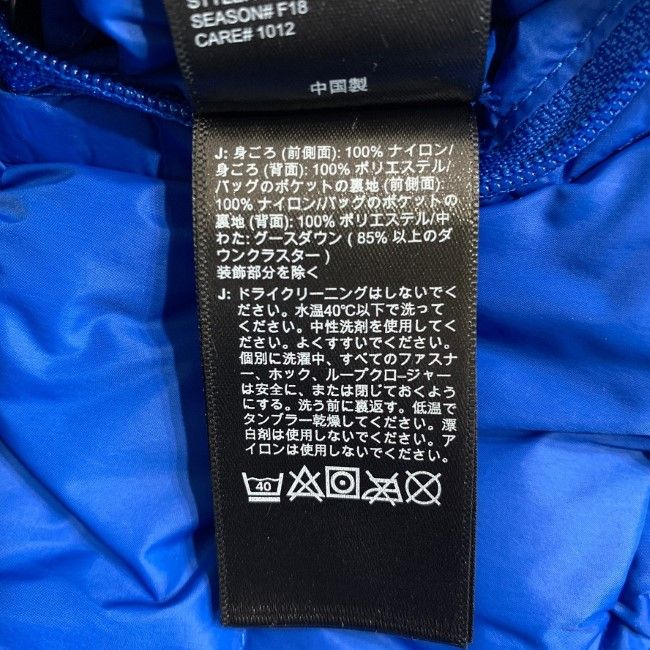 SEASON# F18
CARE# 1012
中国製
J: 身ごろ (前側面): 100% ナイロン/
身ごろ (背面): 100% ポリエステル/
バッグのポケットの裏地 (前側面):
100% ナイロン/バッグのポケットの
裏地 (背面): 100% ポリエステル/中
わた: グースダウン ( 85% 以上のダ
ウンクラスター )
装飾部分を除く
J: ドライクリーニングはしないでく
ださい。水温40℃以下で洗って
ください。中性洗剤を使用してく
ださい。よくすすいでください。
個別に洗濯中、すべてのファスナ
ー、ホック、ループクロージャー
は安全に、または閉じておくよう
にする。洗う前に裏返す。低温で
タンブラー乾燥してください。漂
白剤は使用しないでください。ア
イロンは使用しないでください。
40